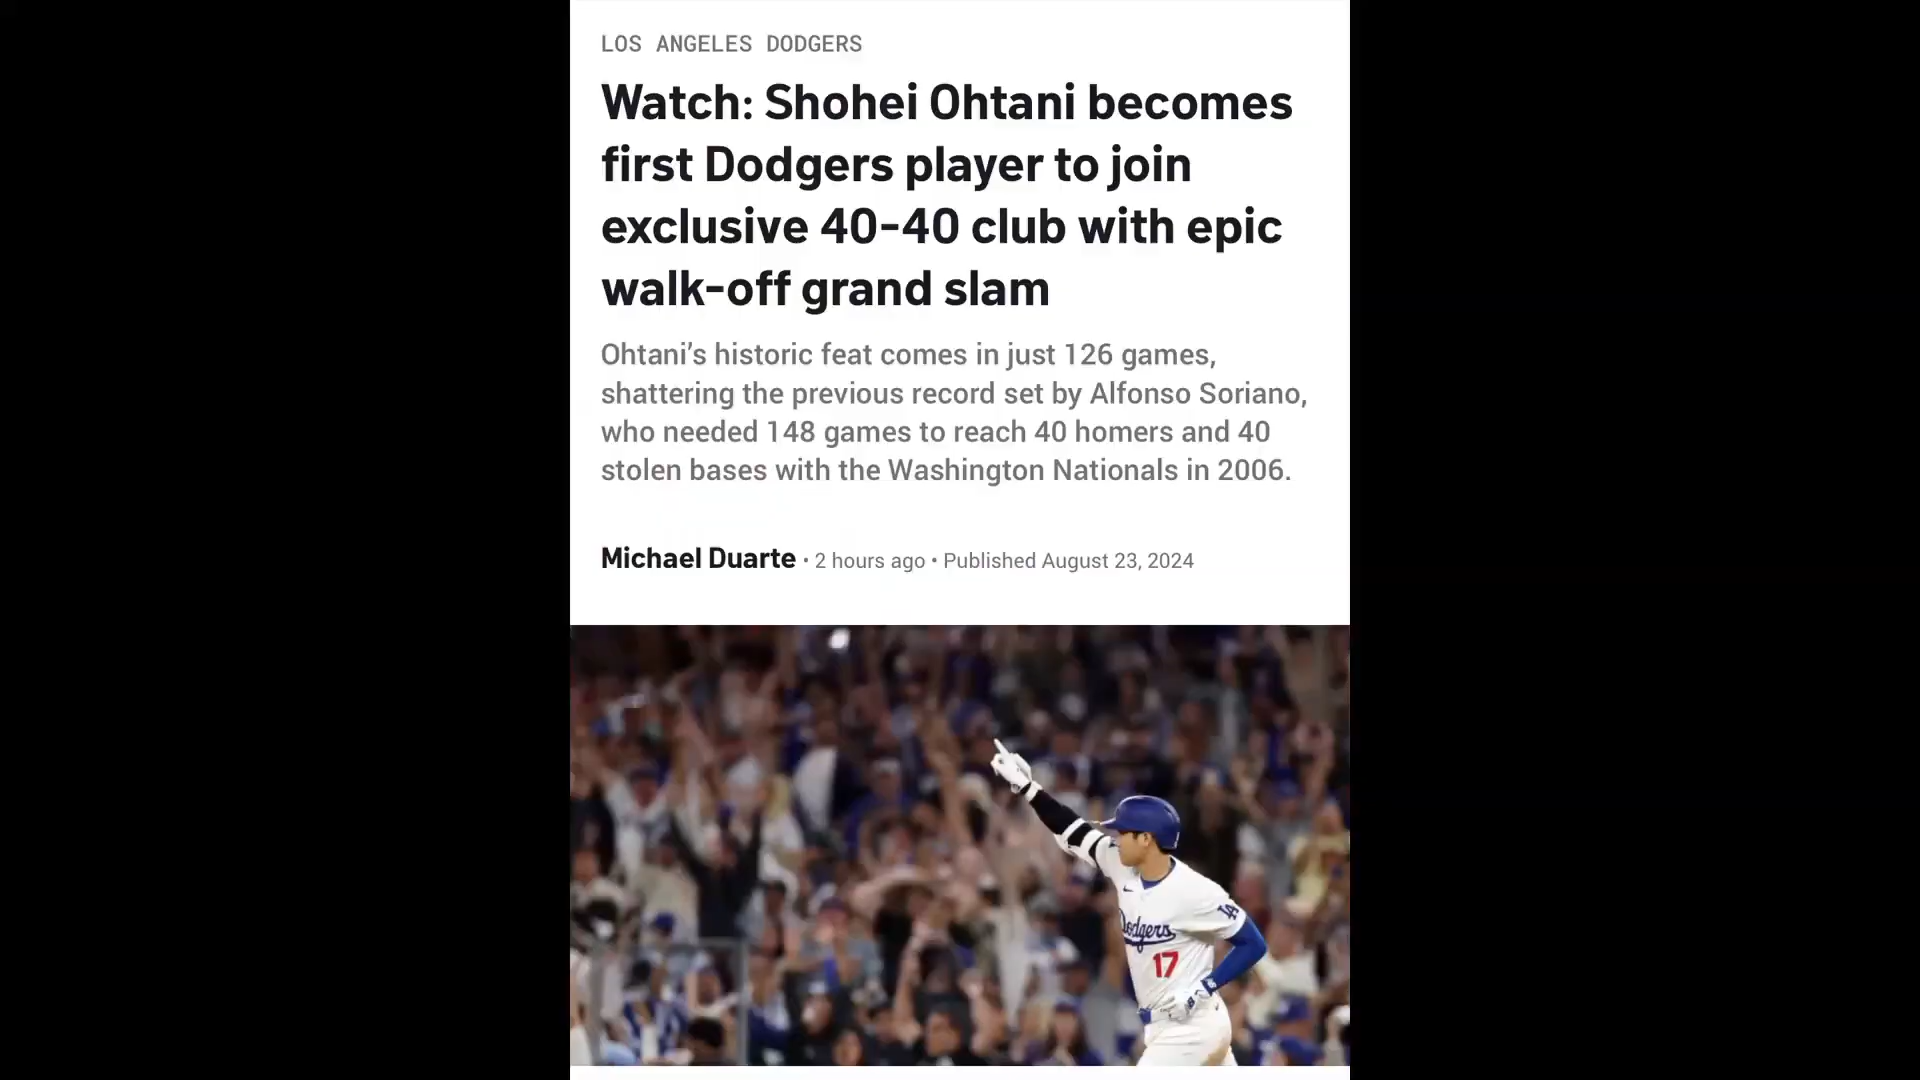 LOS ANGELES DODGERS
Watch: Shohei Ohtani becomes
first Dodgers player to join
exclusive 40-40 club with epic
walk-off grand slam
Ohtani’s historic feat comes in just 126 games,
shattering the previous record set by Alfonso Soriano,
who needed 148 games to reach 40 homers and 40
stolen bases with the Washington Nationals in 2006.
Michael Duarte • 2 hours ago • Published August 23, 2024
LA
Dodgers
17